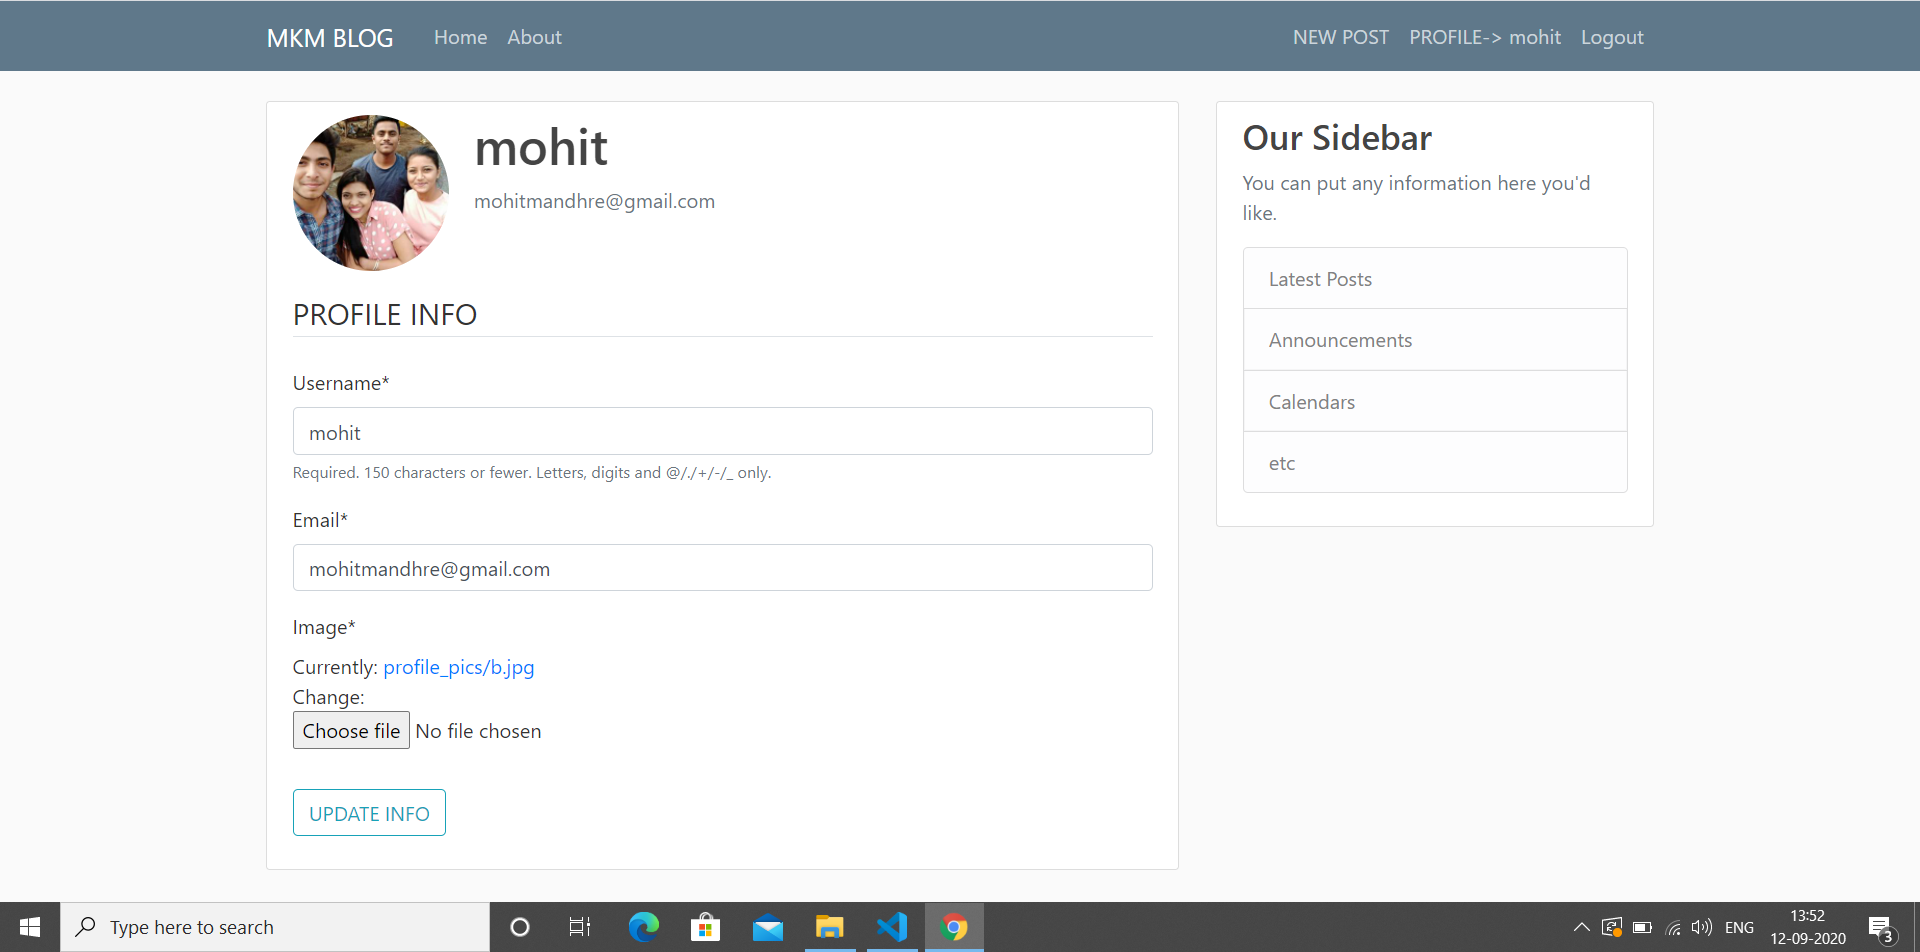 MKM BLOG Home About NEW POST PROFILE-> mohit Logout
mohit
mohitmandhre@gmail.com
PROFILE INFO
Username*
mohit
Required. 150 characters or fewer. Letters, digits and @/./+/-/_ only.
Email*
mohitmandhre@gmail.com
Image*
Currently: profile_pics/b.jpg
Change:
Choose file No file chosen
UPDATE INFO
Our Sidebar
You can put any information here you'd
like.
Latest Posts
Announcements
Calendars
etc
Type here to search
ENG
13:52
12-09-2020
3